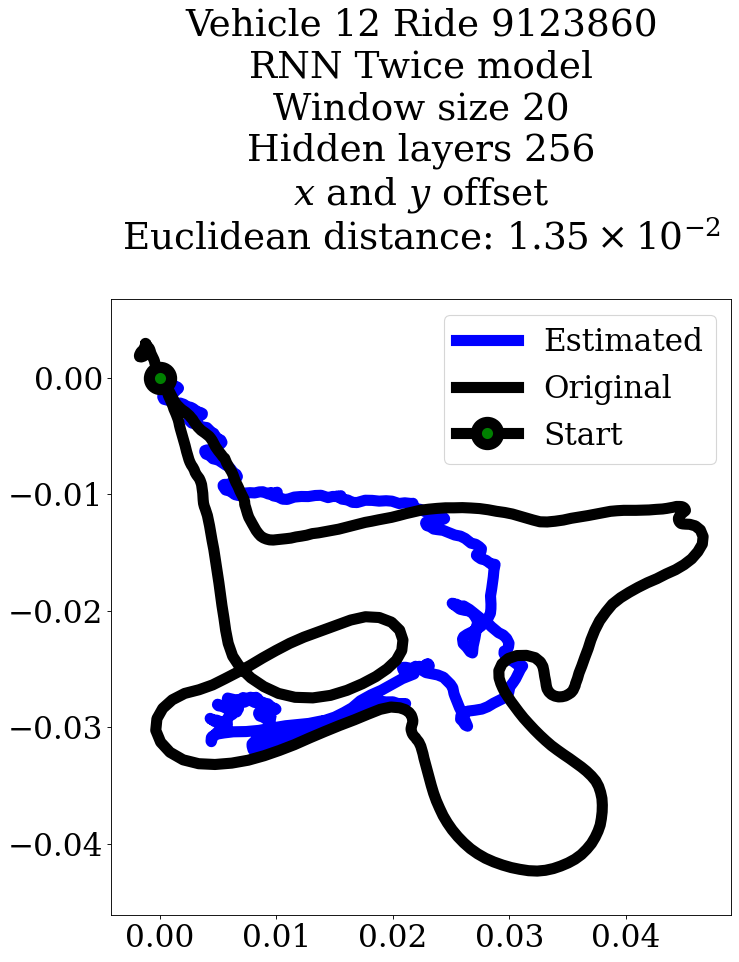 Vehicle 12 Ride 9123860
RNN Twice model
Window size 20
Hidden layers 256
x and y offset
Euclidean distance: 1.35 × 10⁻²
Estimated
Original
Start
0.00
−0.01
−0.02
−0.03
−0.04
0.00 0.01 0.02 0.03 0.04